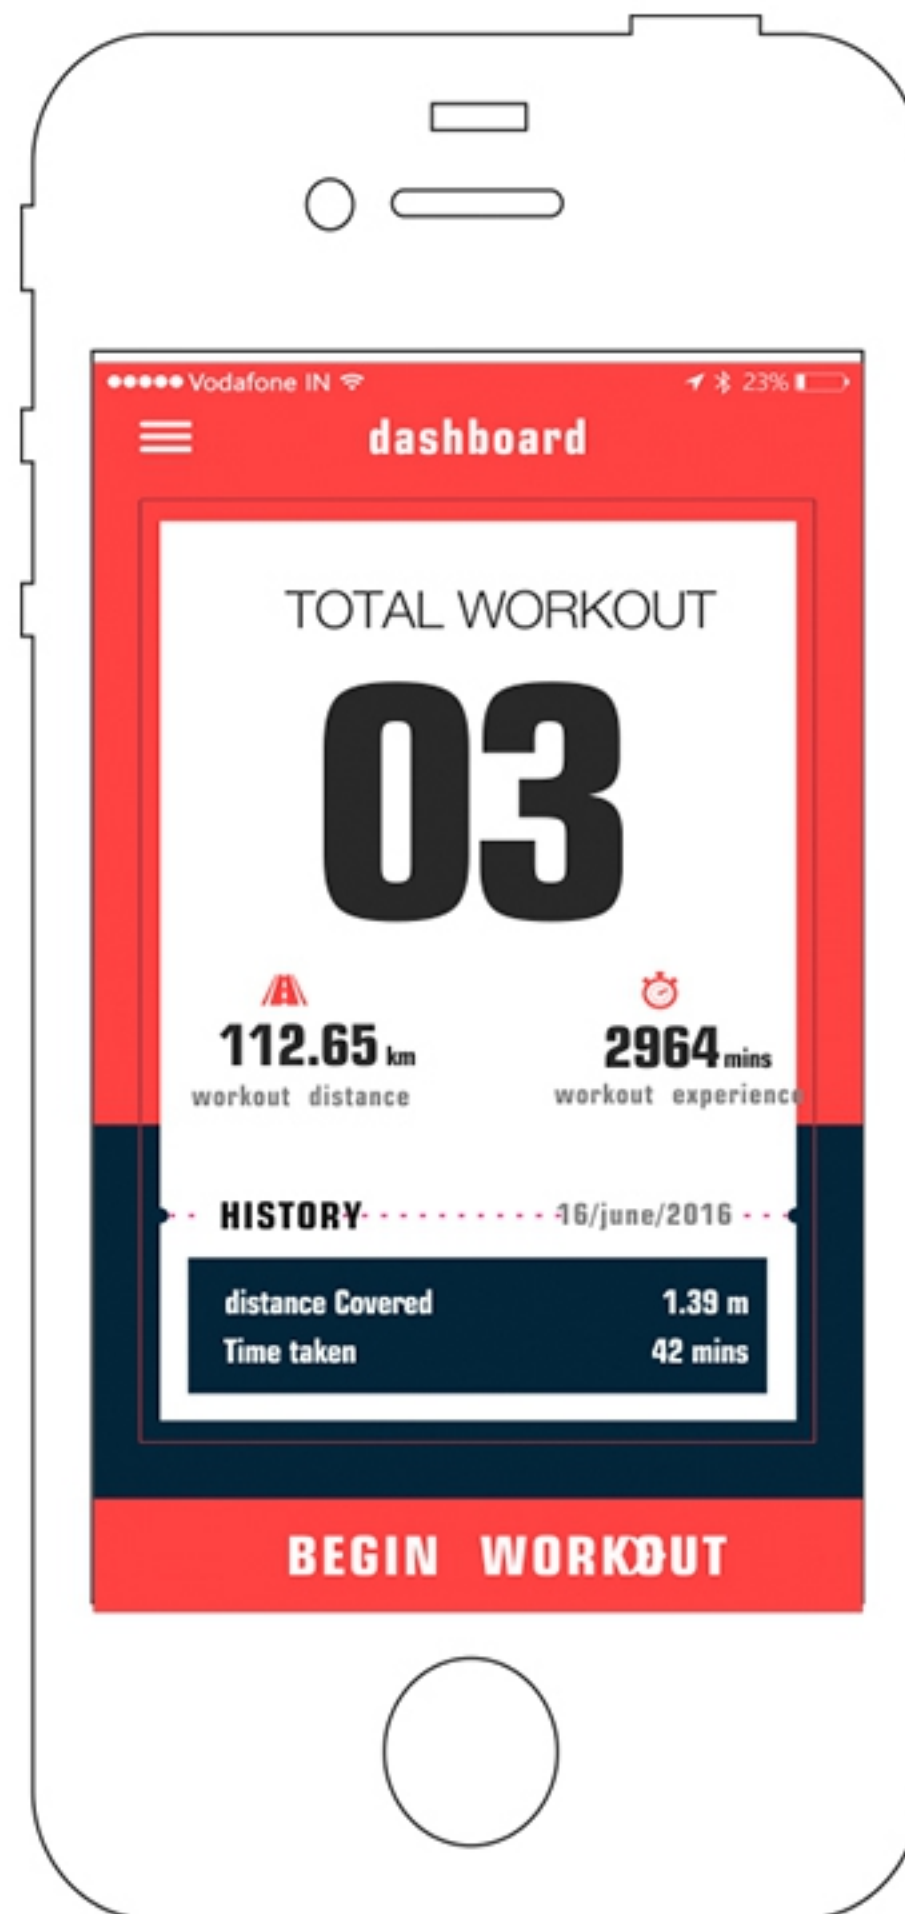 Vodafone IN 23%
dashboard
TOTAL WORKOUT
03
112.65 km 2964 mins
workout distance workout experience
HISTORY 16/june/2016
distance Covered 1.39 m
Time taken 42 mins
BEGIN WORKOUT